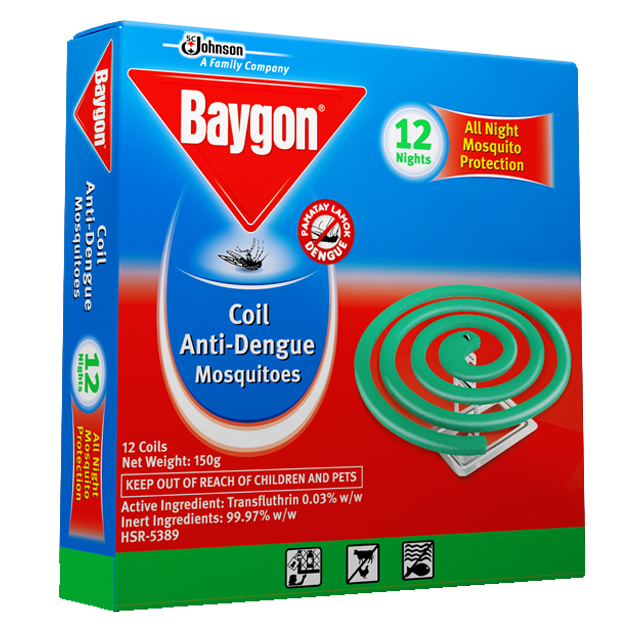 SC Johnson
A Family Company
Baygon®
12
Nights
All Night
Mosquito
Protection
PAMATAY LAMOK
DENGUE
Coil
Anti-Dengue
Mosquitoes
12 Coils
Net Weight: 150g
KEEP OUT OF REACH OF CHILDREN AND PETS
Active Ingredient: Transfluthrin 0.03% w/w
Inert Ingredients: 99.97% w/w
HSR-5389
Baygon
Coil
Anti-Dengue
Mosquitoes
12
Nights
All Night
Mosquito
Protection